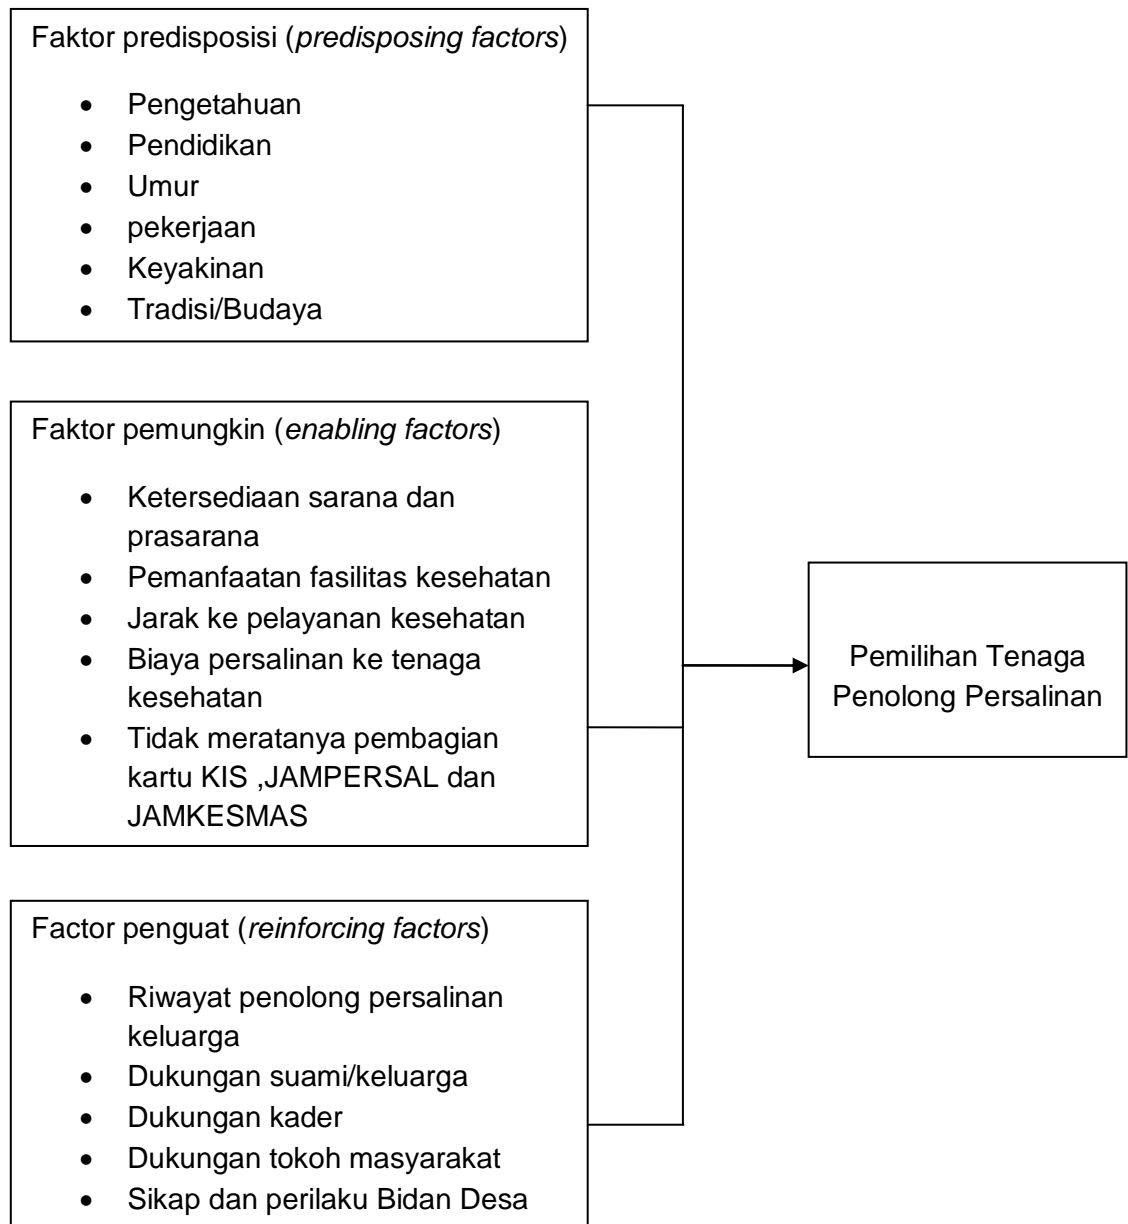 Faktor predisposisi (predisposing factors)
• Pengetahuan
• Pendidikan
• Umur
• pekerjaan
• Keyakinan
• Tradisi/Budaya
Faktor pemungkin (enabling factors)
• Ketersediaan sarana dan
prasarana
• Pemanfaatan fasilitas kesehatan
• Jarak ke pelayanan kesehatan
• Biaya persalinan ke tenaga
kesehatan
• Tidak meratanya pembagian
kartu KIS ,JAMPERSAL dan
JAMKESMAS
Factor penguat (reinforcing factors)
• Riwayat penolong persalinan
keluarga
• Dukungan suami/keluarga
• Dukungan kader
• Dukungan tokoh masyarakat
• Sikap dan perilaku Bidan Desa
Pemilihan Tenaga
Penolong Persalinan